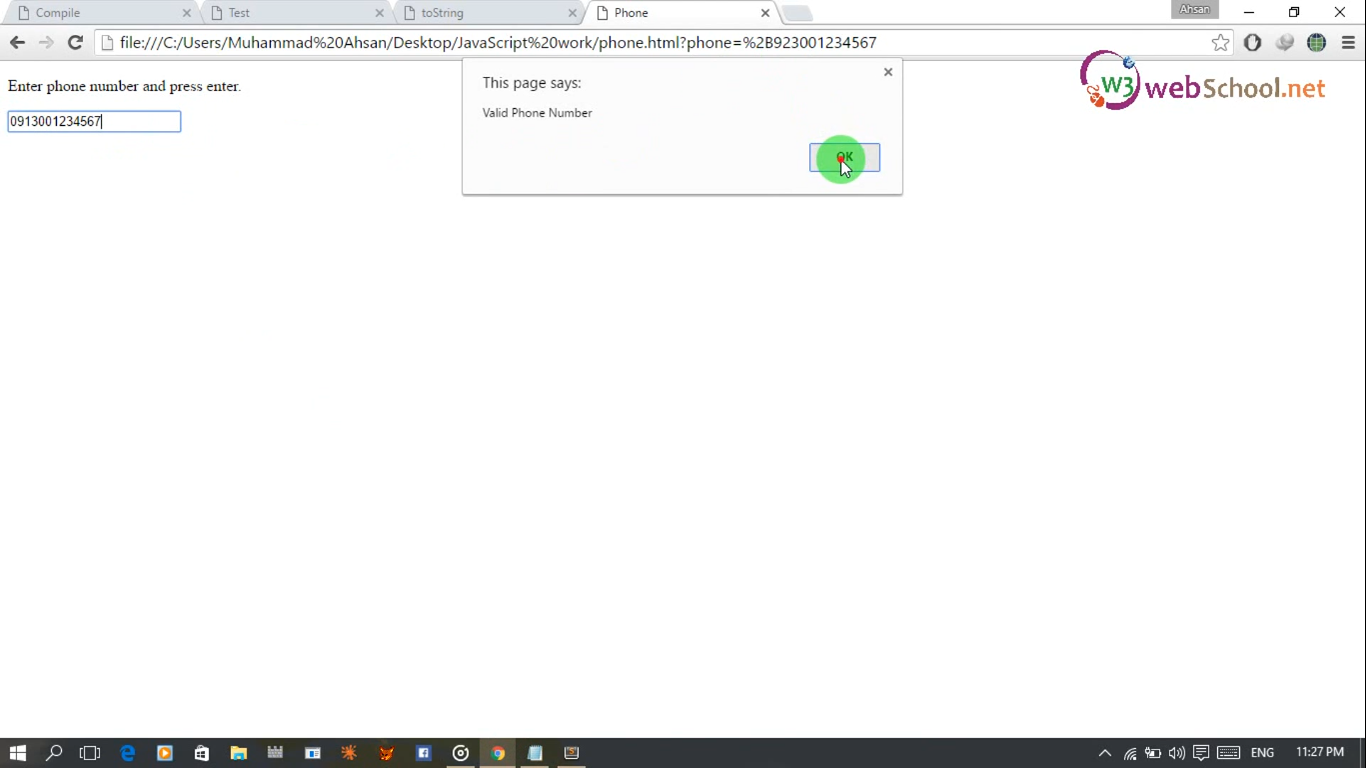 Compile
Test
toString
Phone
Ahsan
file:///C:/Users/Muhammad%20Ahsan/Desktop/JavaScript%20work/phone.html?phone=%2B923001234567
Enter phone number and press enter.
0913001234567
This page says:
Valid Phone Number
OK
W3 webSchool.net
ENG
11:27 PM